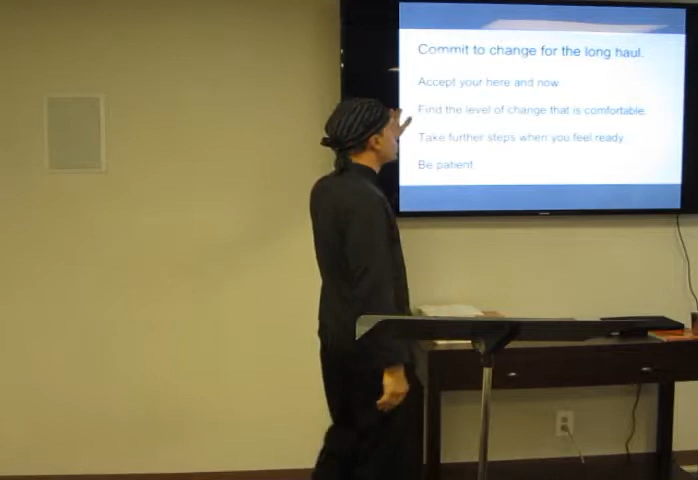 Commit to change for the long haul.
Accept your here and now
Find the level of change that is comfortable.
Take further steps when you feel ready
Be patient